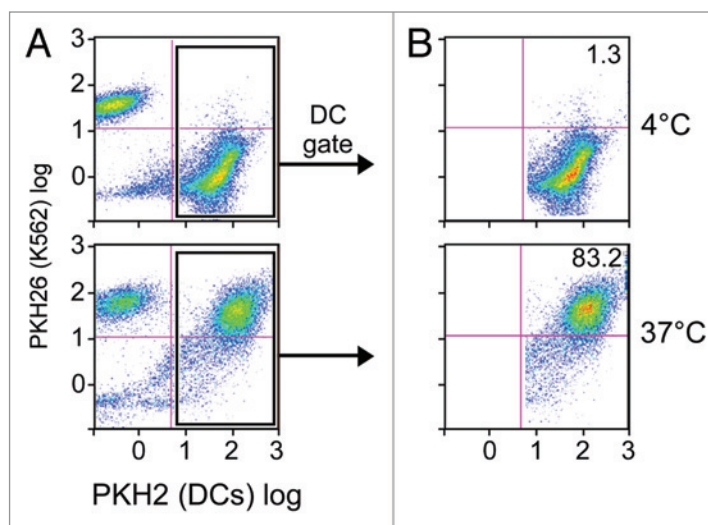 A
B
3
2
1
0
1.3
4°C
DC
gate
3
2
1
0
83.2
37°C
PKH26 (K562) log
0 1 2 3
0 1 2 3
PKH2 (DCs) log